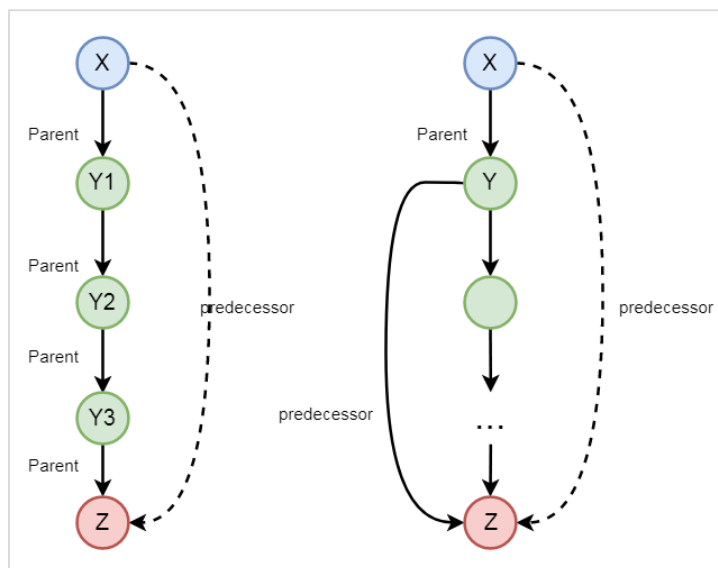 X
Parent
Y1
Parent
Y2
predecessor
Parent
Y3
Parent
Z
X
Parent
Y
predecessor
predecessor
...
Z